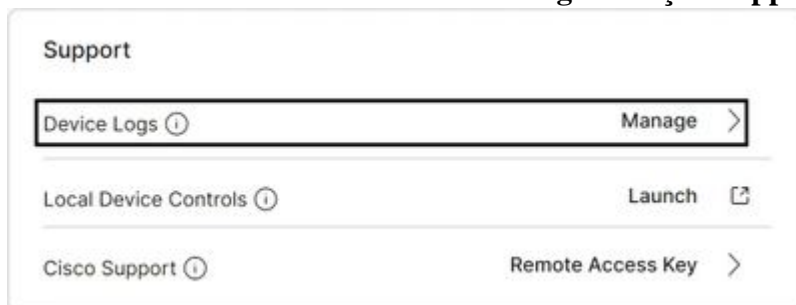 Support
Device Logs Manage
Local Device Controls Launch
Cisco Support Remote Access Key